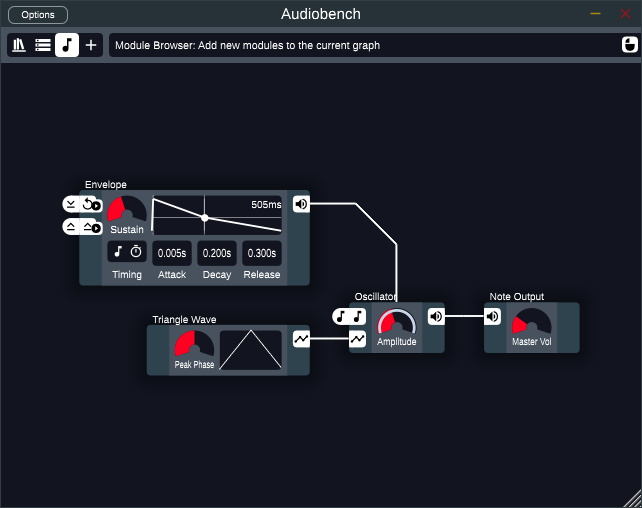 Options
Audiobench
Module Browser: Add new modules to the current graph
Envelope
505ms
Sustain
0.005s 0.200s 0.300s
Timing Attack Decay Release
Oscillator
Note Output
Amplitude
Master Vol
Triangle Wave
Peak Phase